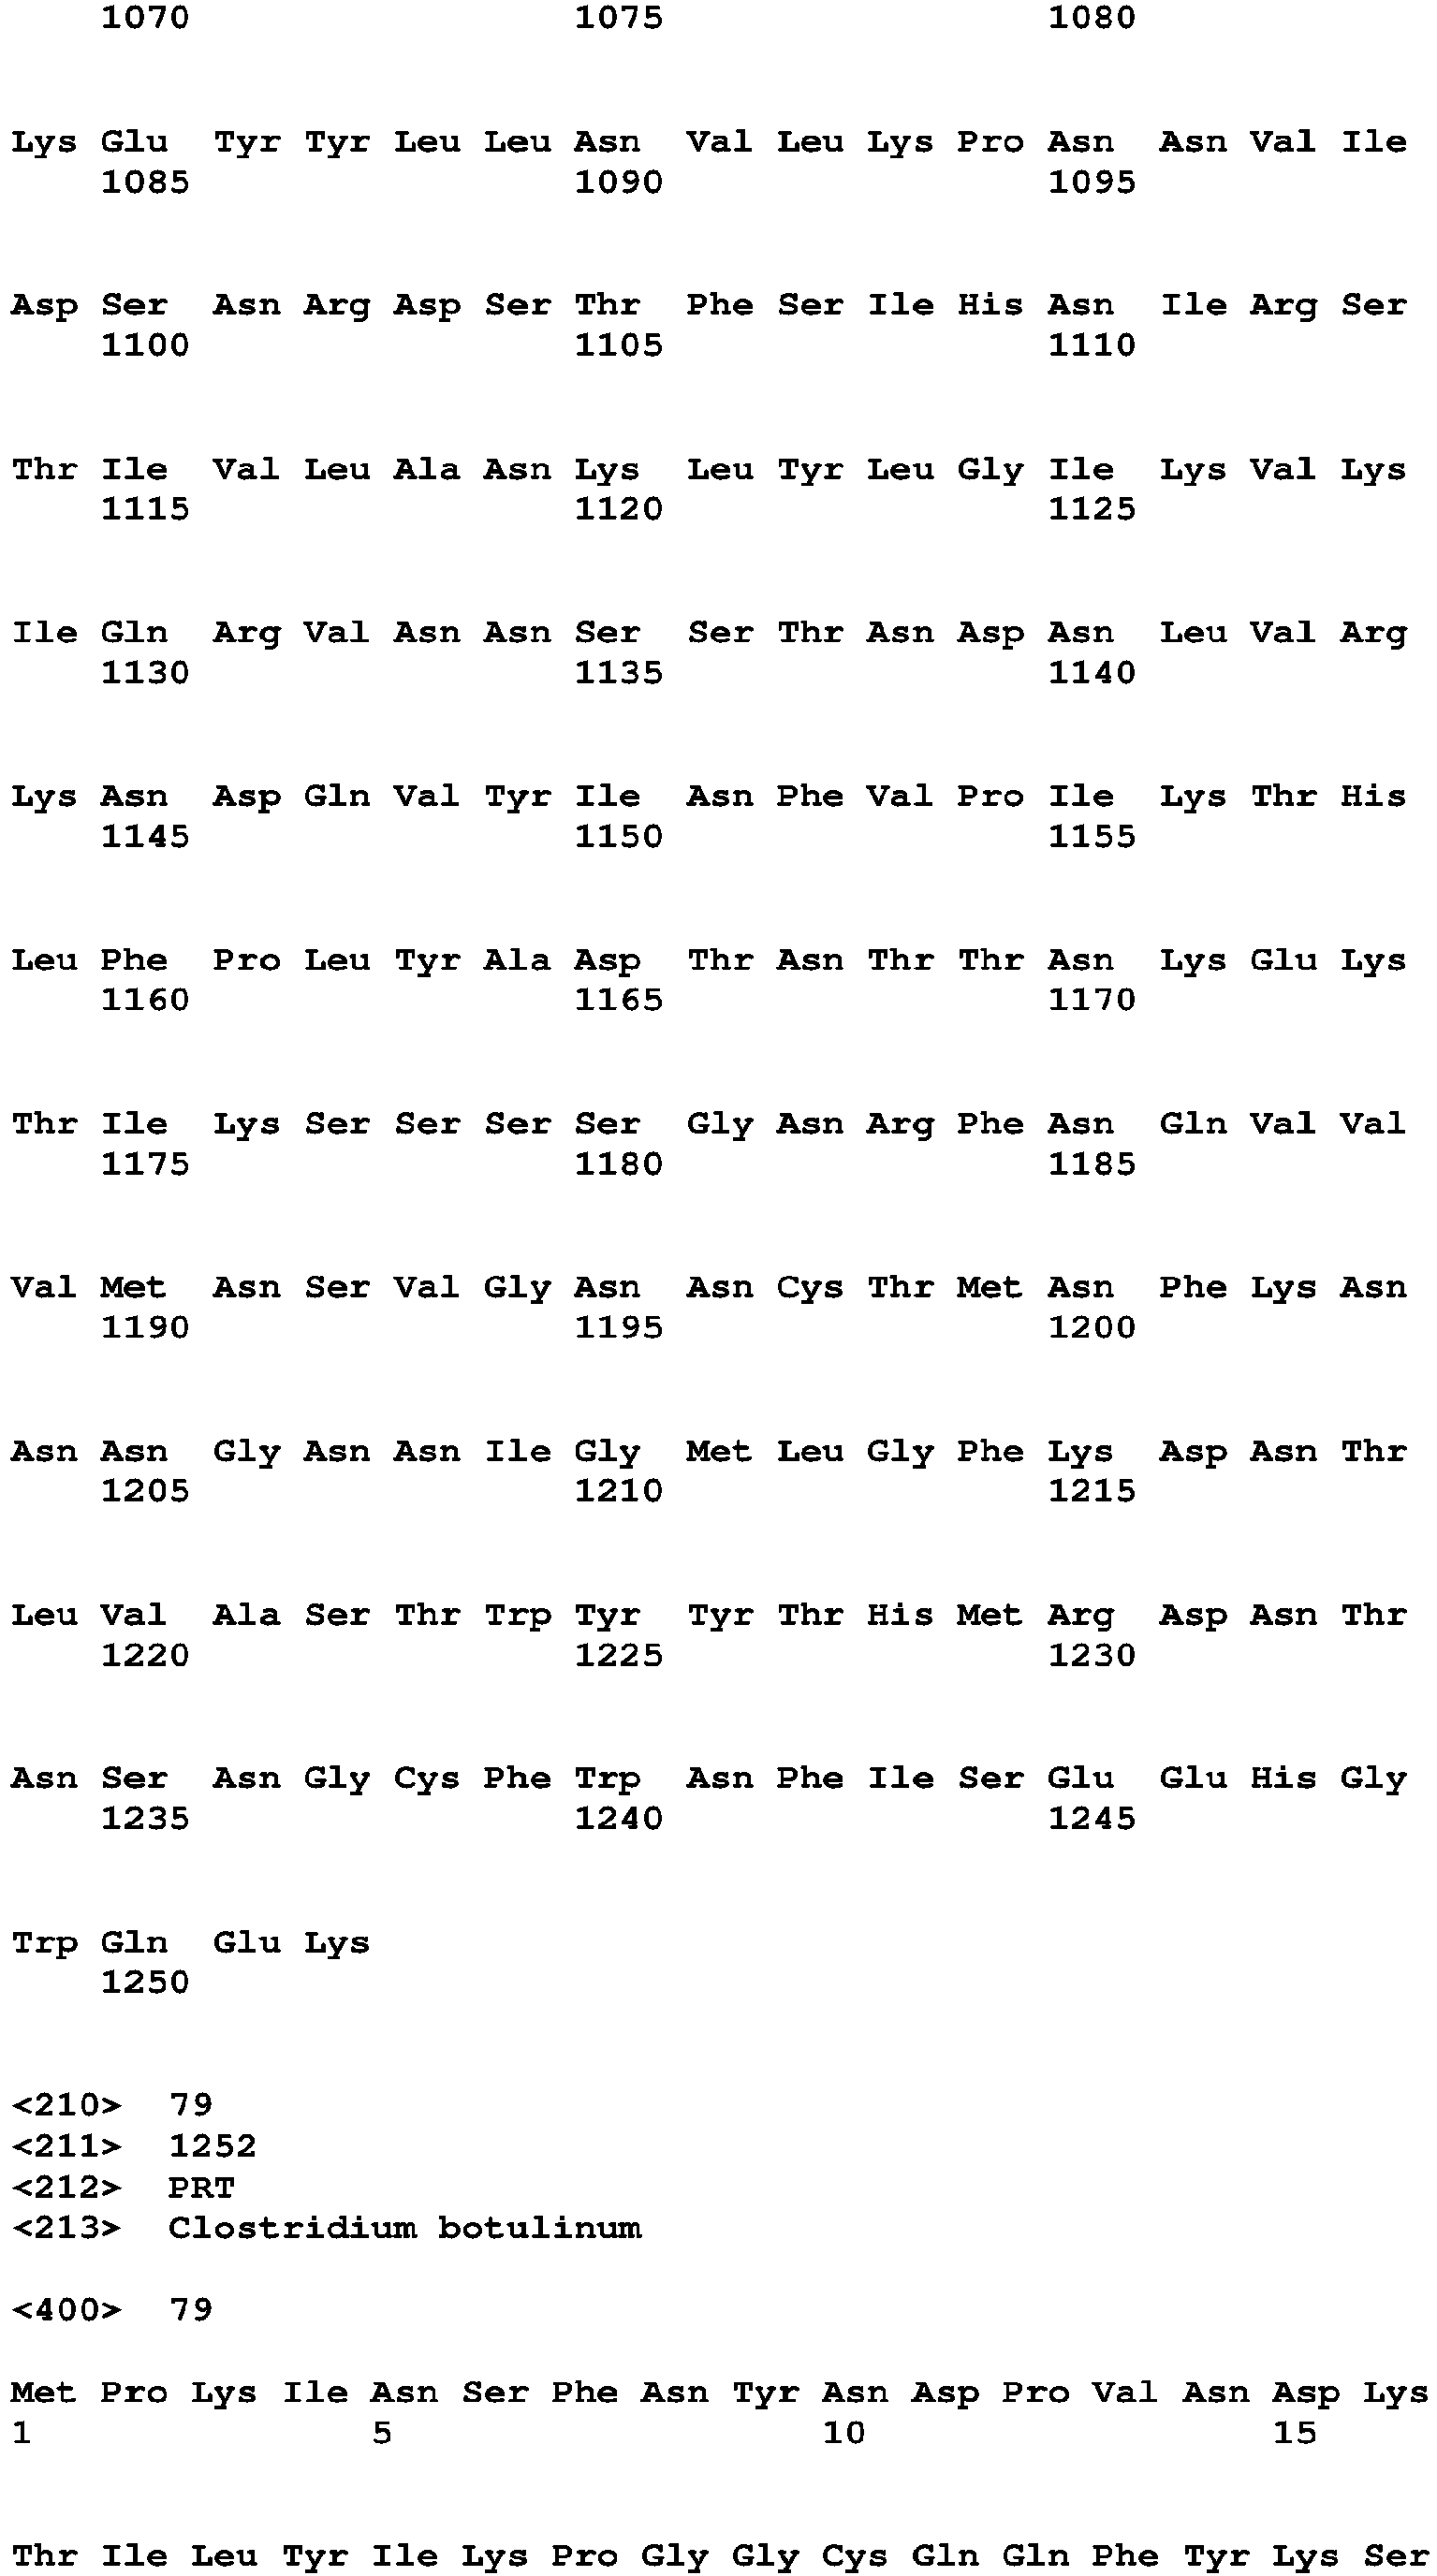 1070 1075 1080
Lys Glu Tyr Tyr Leu Leu Asn Val Leu Lys Pro Asn Asn Val Ile
1085 1090 1095
Asp Ser Asn Arg Asp Ser Thr Phe Ser Ile His Asn Ile Arg Ser
1100 1105 1110
Thr Ile Val Leu Ala Asn Lys Leu Tyr Leu Gly Ile Lys Val Lys
1115 1120 1125
Ile Gln Arg Val Asn Asn Ser Ser Thr Asn Asp Asn Leu Val Arg
1130 1135 1140
Lys Asn Asp Gln Val Tyr Ile Asn Phe Val Pro Ile Lys Thr His
1145 1150 1155
Leu Phe Pro Leu Tyr Ala Asp Thr Asn Thr Thr Asn Lys Glu Lys
1160 1165 1170
Thr Ile Lys Ser Ser Ser Ser Gly Asn Arg Phe Asn Gln Val Val
1175 1180 1185
Val Met Asn Ser Val Gly Asn Asn Cys Thr Met Asn Phe Lys Asn
1190 1195 1200
Asn Asn Gly Asn Asn Ile Gly Met Leu Gly Phe Lys Asp Asn Thr
1205 1210 1215
Leu Val Ala Ser Thr Trp Tyr Tyr Thr His Met Arg Asp Asn Thr
1220 1225 1230
Asn Ser Asn Gly Cys Phe Trp Asn Phe Ile Ser Glu Glu His Gly
1235 1240 1245
Trp Gln Glu Lys
1250
<210> 79
<211> 1252
<212> PRT
<213> Clostridium botulinum
<400> 79
Met Pro Lys Ile Asn Ser Phe Asn Tyr Asn Asp Pro Val Asn Asp Lys
1 5 10 15
Thr Ile Leu Tyr Ile Lys Pro Gly Gly Cys Gln Gln Phe Tyr Lys Ser